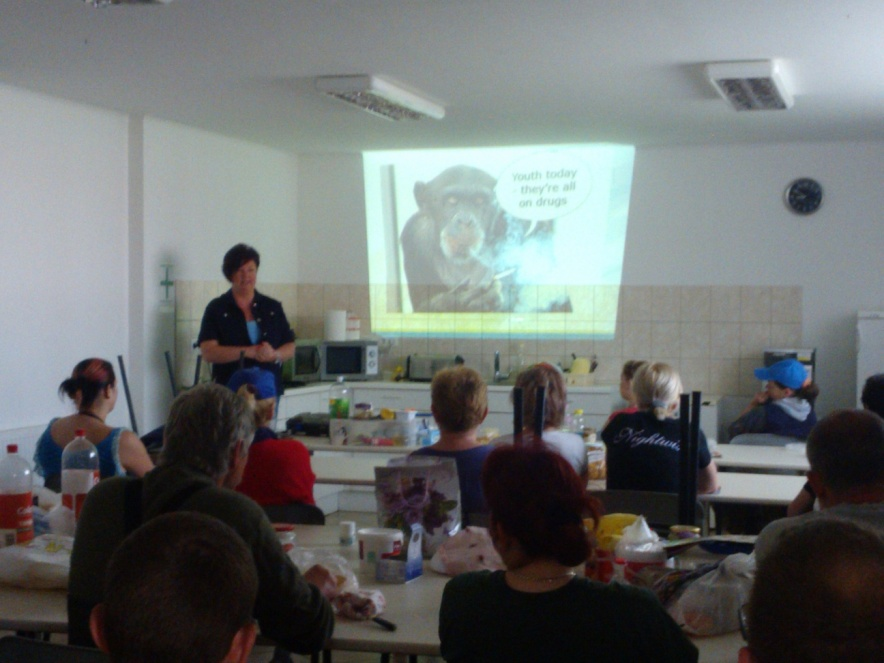 Youth today
- they're all
on drugs
Nightwi